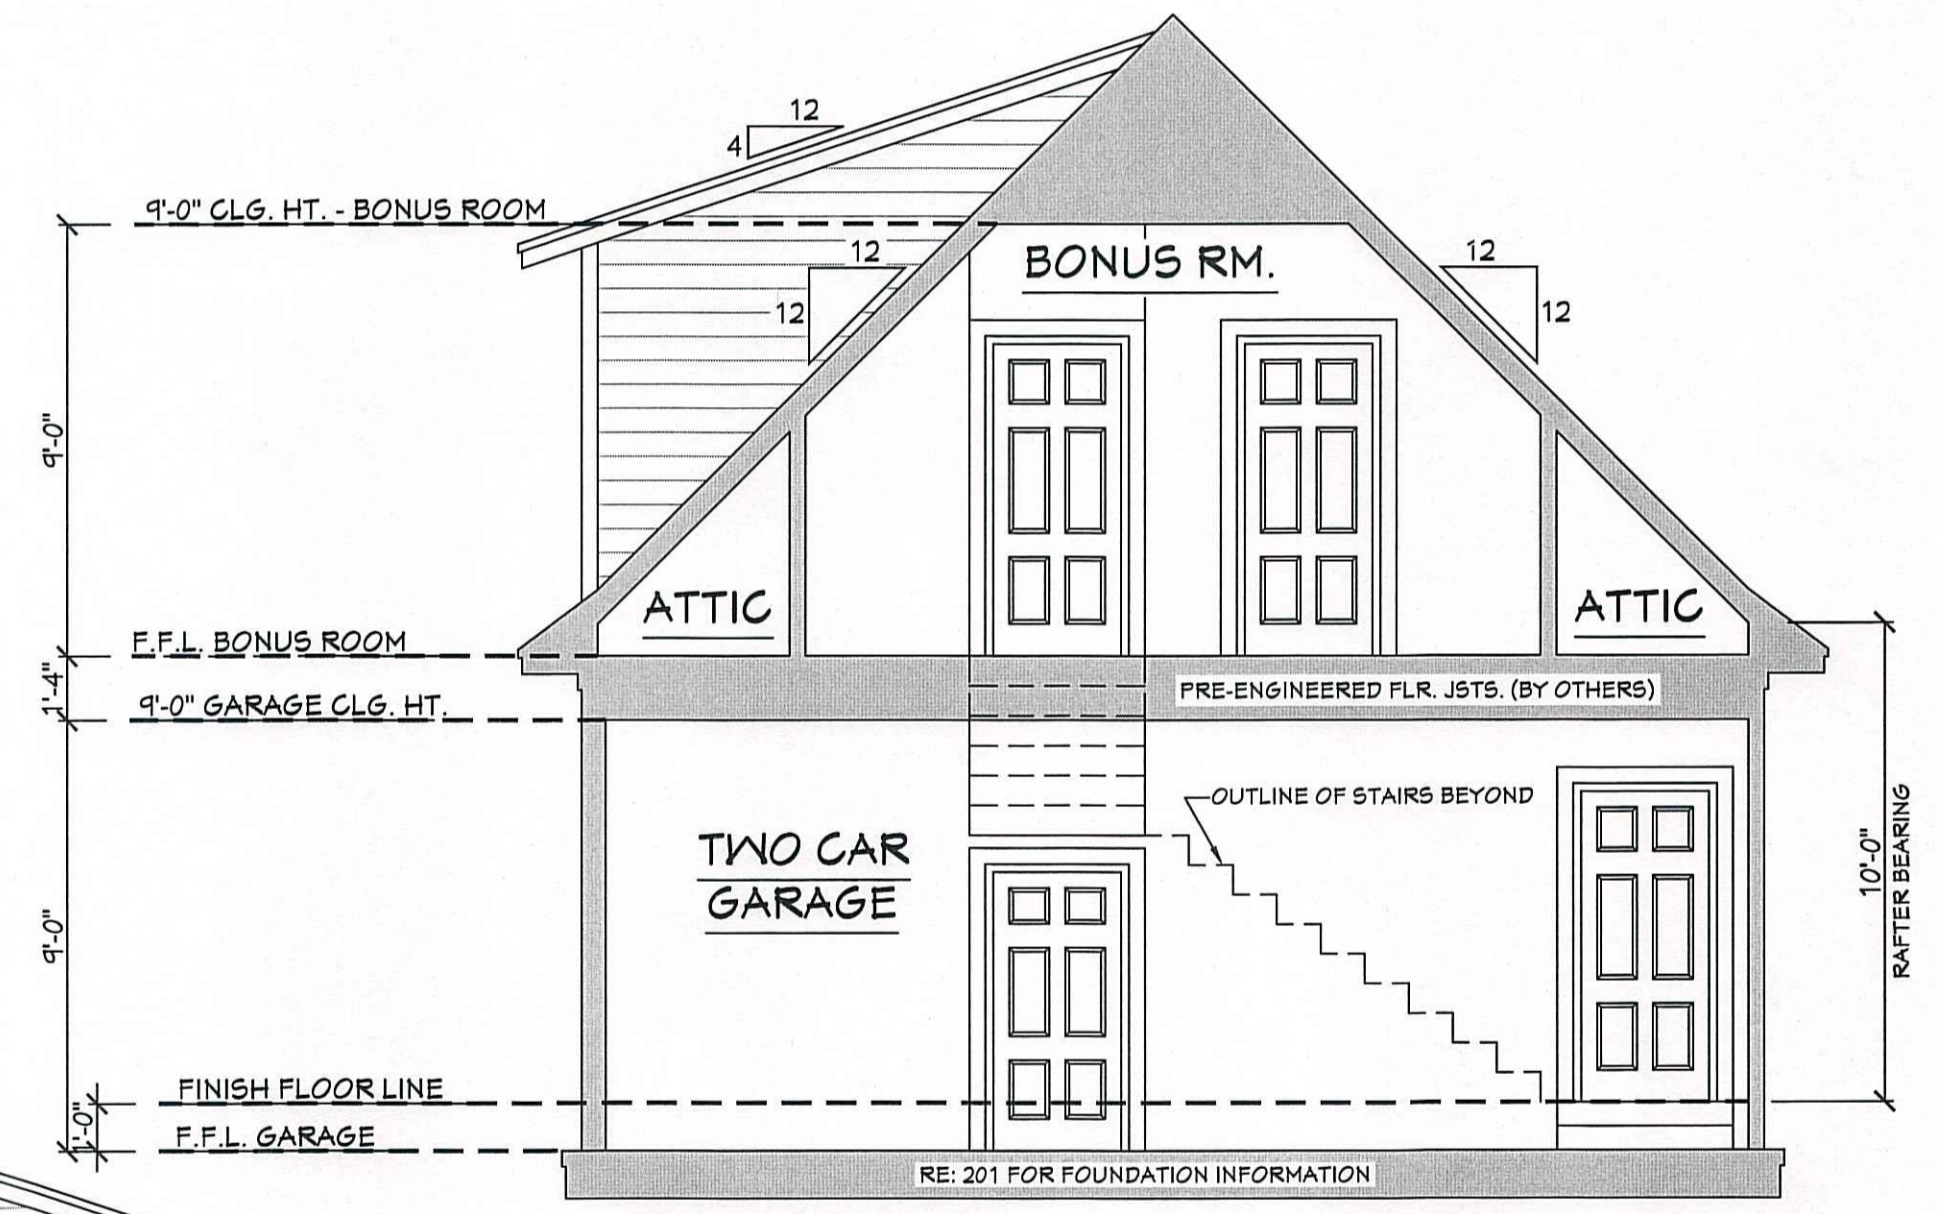 12
4
9'-0" CLG. HT. - BONUS ROOM
12
12
BONUS RM.
12
12
9'-0"
ATTIC
ATTIC
F.F.L. BONUS ROOM
1'-4"
9'-0" GARAGE CLG. HT.
PRE-ENGINEERED FLR. JSTS. (BY OTHERS)
OUTLINE OF STAIRS BEYOND
TWO CAR
GARAGE
9'-0"
10'-0"
RAFTER BEARING
FINISH FLOOR LINE
1'-0"
F.F.L. GARAGE
RE: 201 FOR FOUNDATION INFORMATION